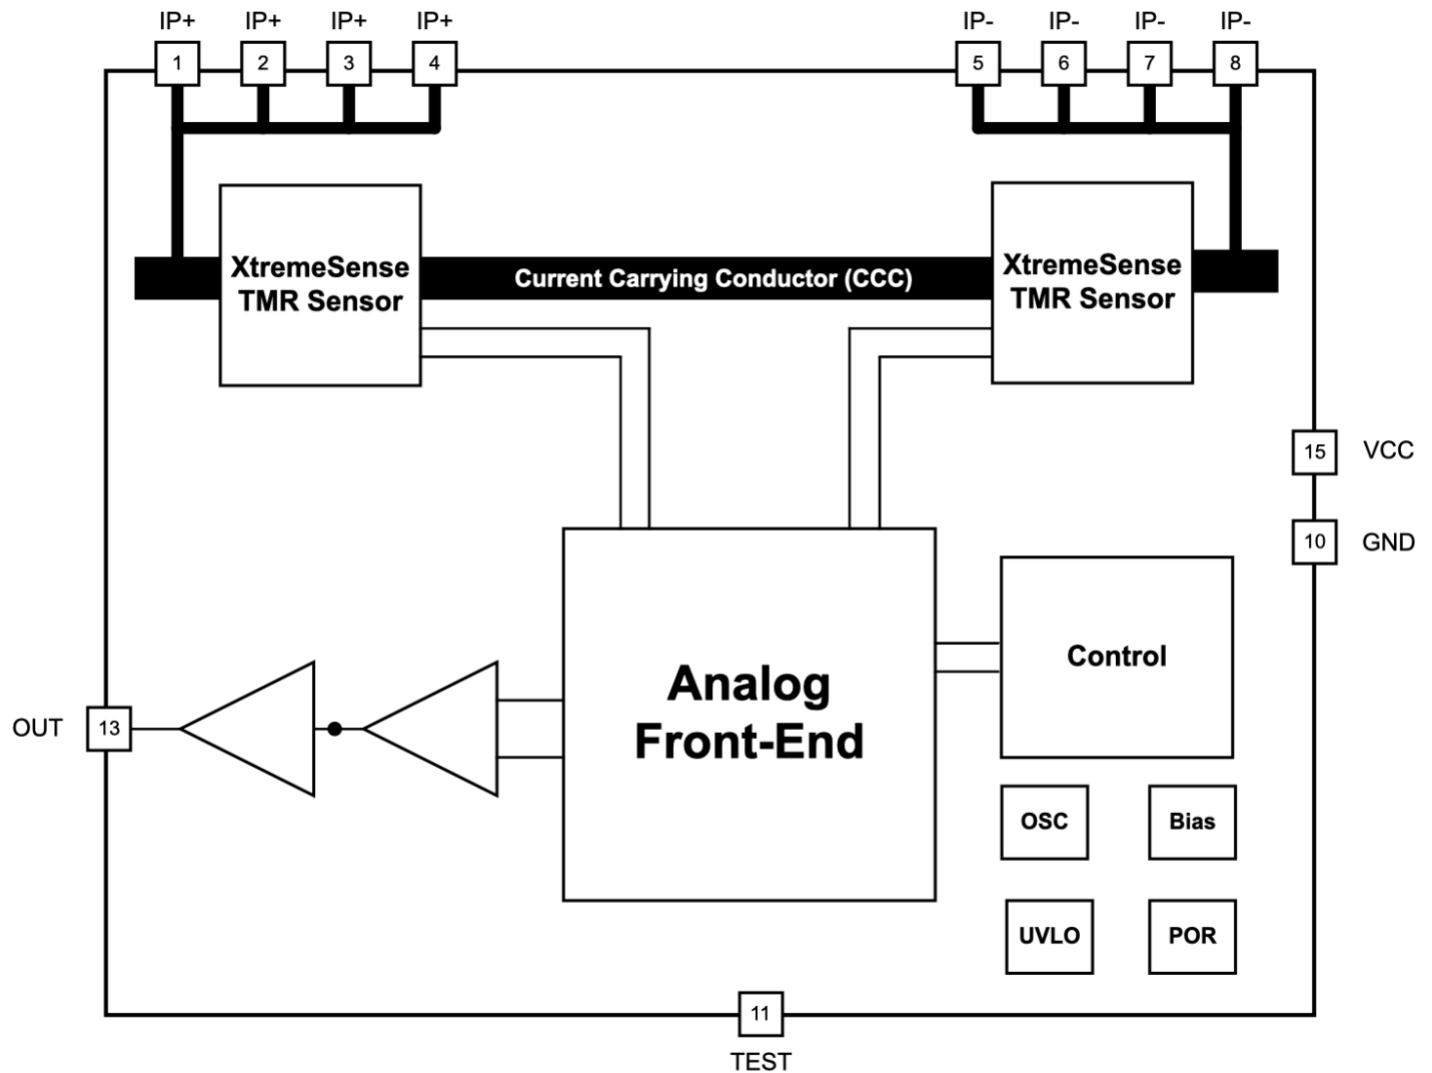 IP+ IP+ IP+ IP+ IP- IP- IP- IP-
1 2 3 4 5 6 7 8
XtremeSense
TMR Sensor
Current Carrying Conductor (CCC)
XtremeSense
TMR Sensor
15 VCC
10 GND
Analog
Front-End
Control
OUT 13
OSC Bias
UVLO POR
11
TEST